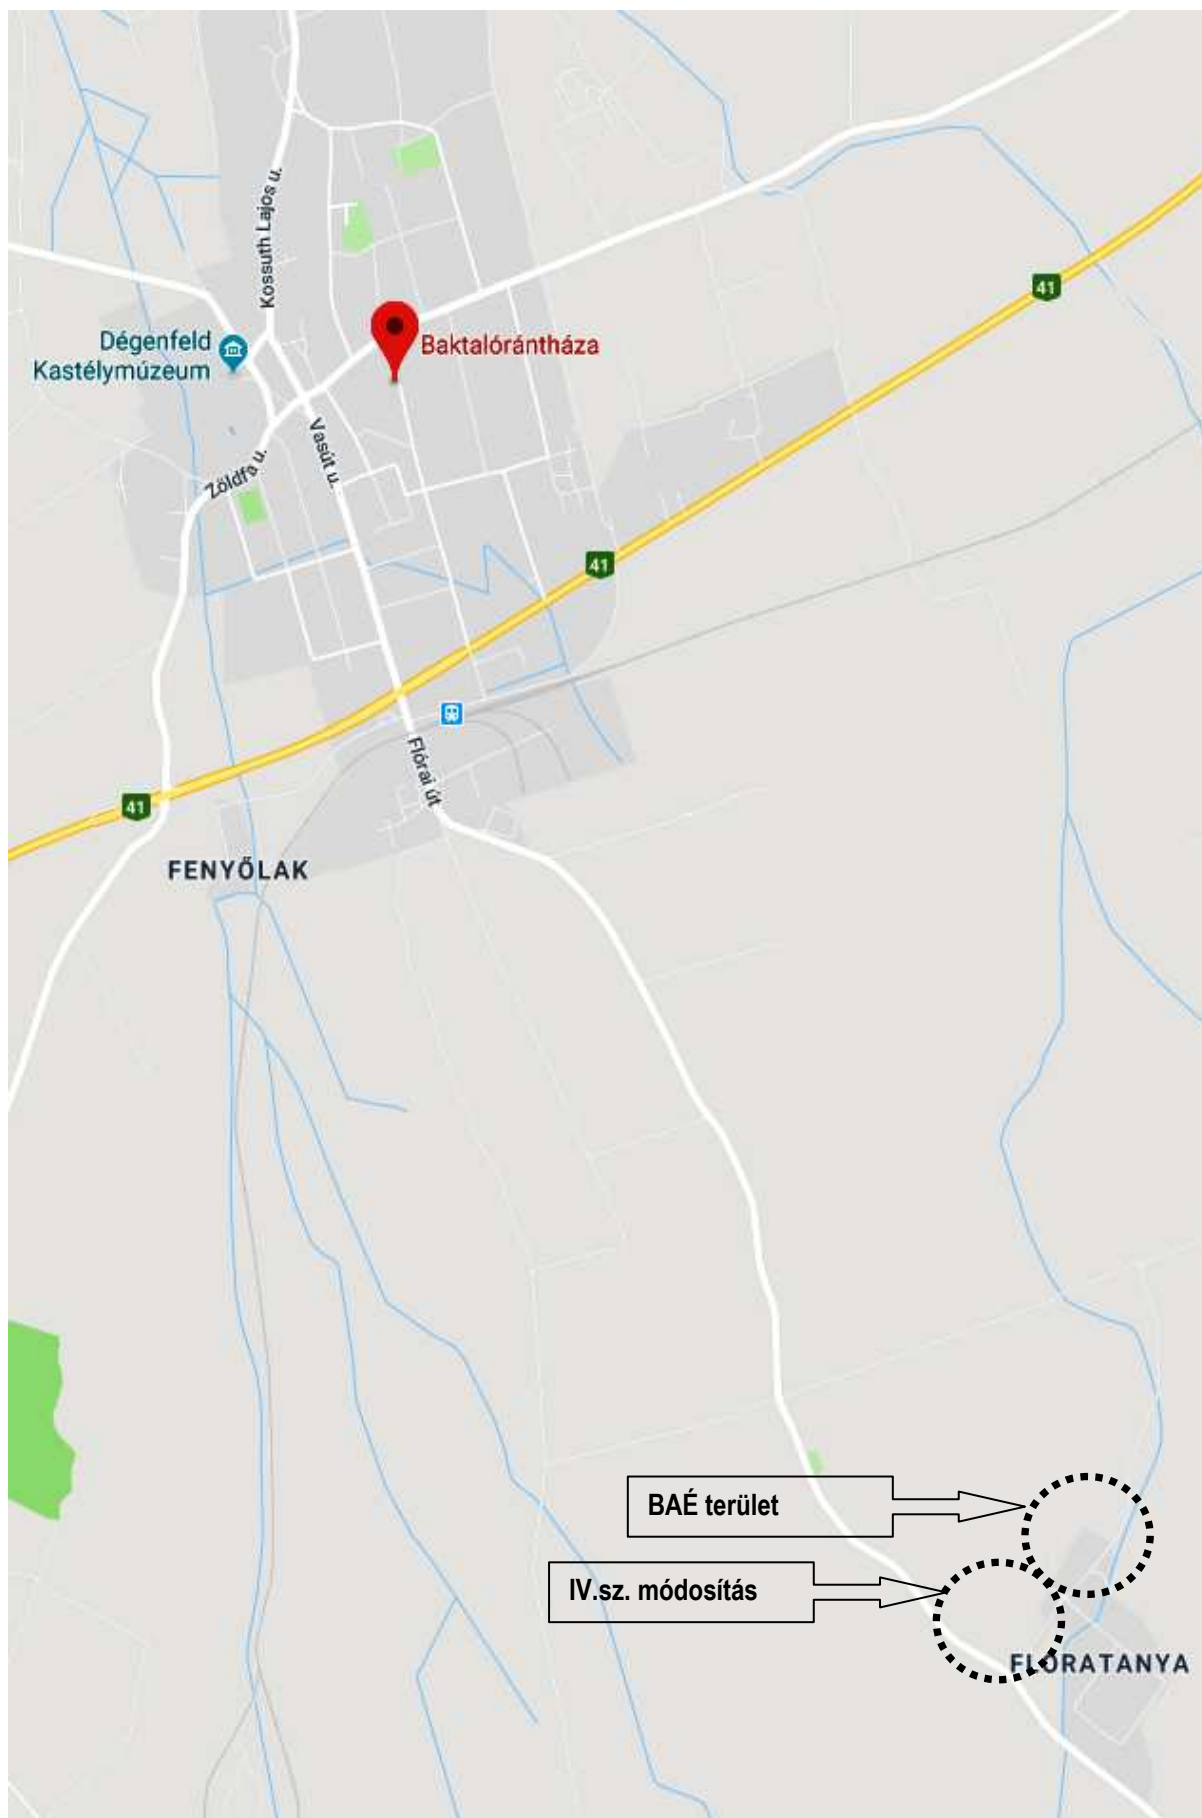 Kossuth Lajos u.
41
Dégenfeld
Kastélymúzeum
Baktalórántháza
Vasút u.
Zöldfa u.
41
Flórai út
41
FENYŐLAK
BAÉ terület
IV.sz. módosítás
FLÓRATANYA